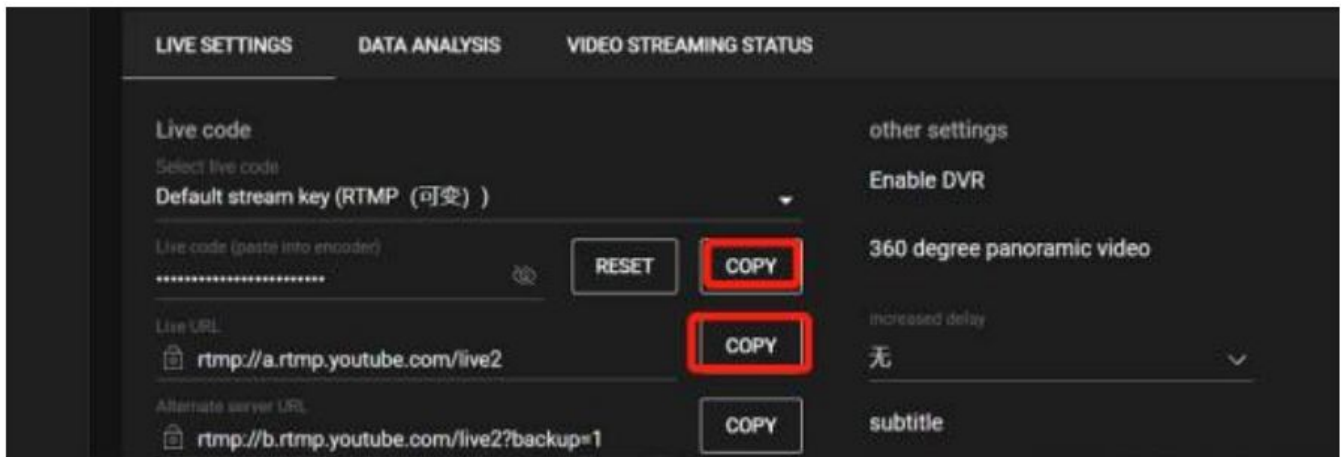 LIVE SETTINGS DATA ANALYSIS VIDEO STREAMING STATUS
Live code
Select live code
Default stream key (RTMP (可变) )
Live code (paste into encoder)
························
RESET COPY
Live URL
rtmp://a.rtmp.youtube.com/live2
COPY
Alternate server URL
rtmp://b.rtmp.youtube.com/live2?backup=1
COPY
other settings
Enable DVR
360 degree panoramic video
increased delay
无
subtitle